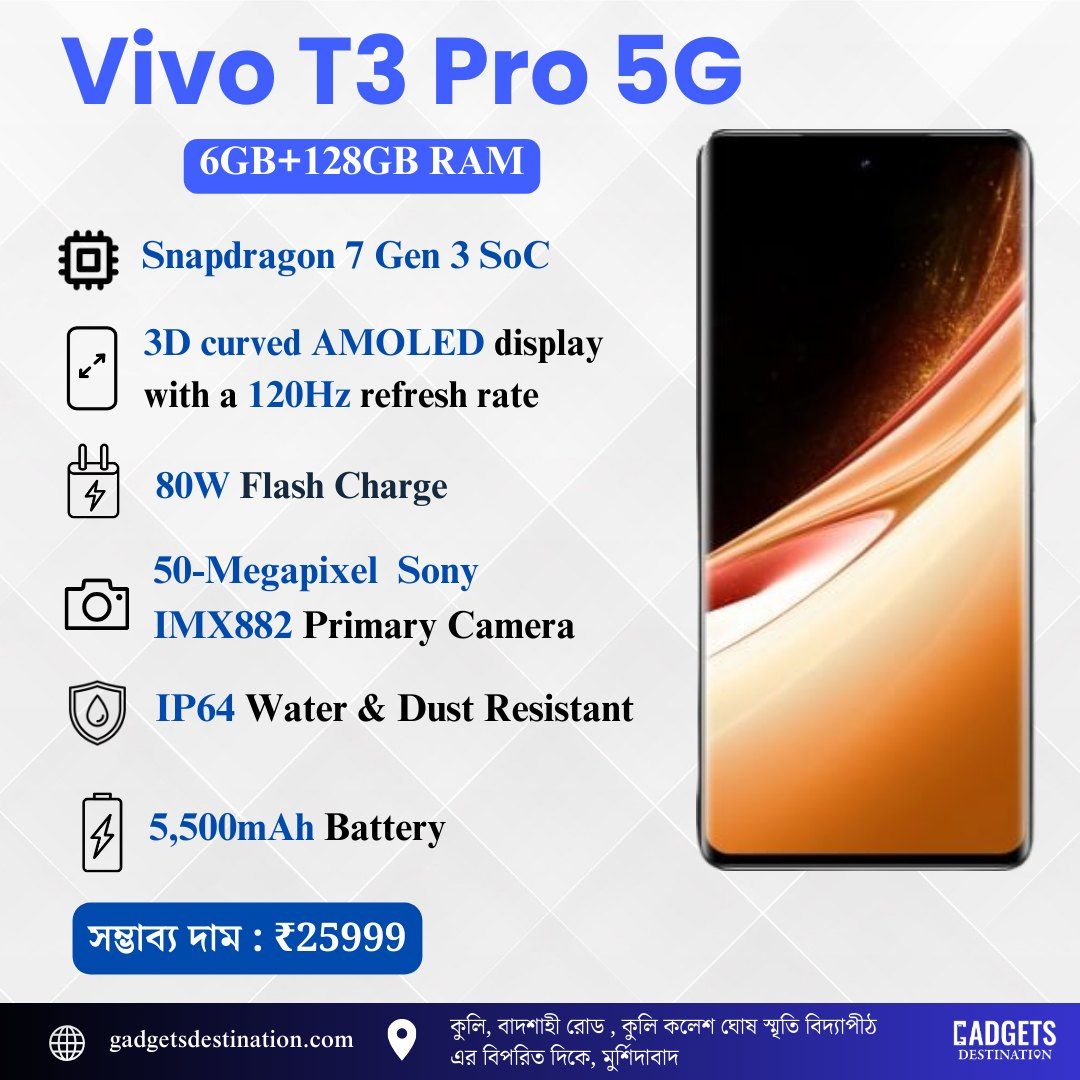 Vivo T3 Pro 5G
6GB+128GB RAM
Snapdragon 7 Gen 3 SoC
3D curved AMOLED display
with a 120Hz refresh rate
80W Flash Charge
50-Megapixel Sony
IMX882 Primary Camera
IP64 Water & Dust Resistant
5,500mAh Battery
সম্ভাব্য দাম : ₹25999
gadgetsdestination.com
কুলি, বাদশাহী রোড , কুলি কলেশ ঘোষ স্মৃতি বিদ্যাপীঠ
এর বিপরিত দিকে, মুর্শিদাবাদ
GADGETS
DESTINATION